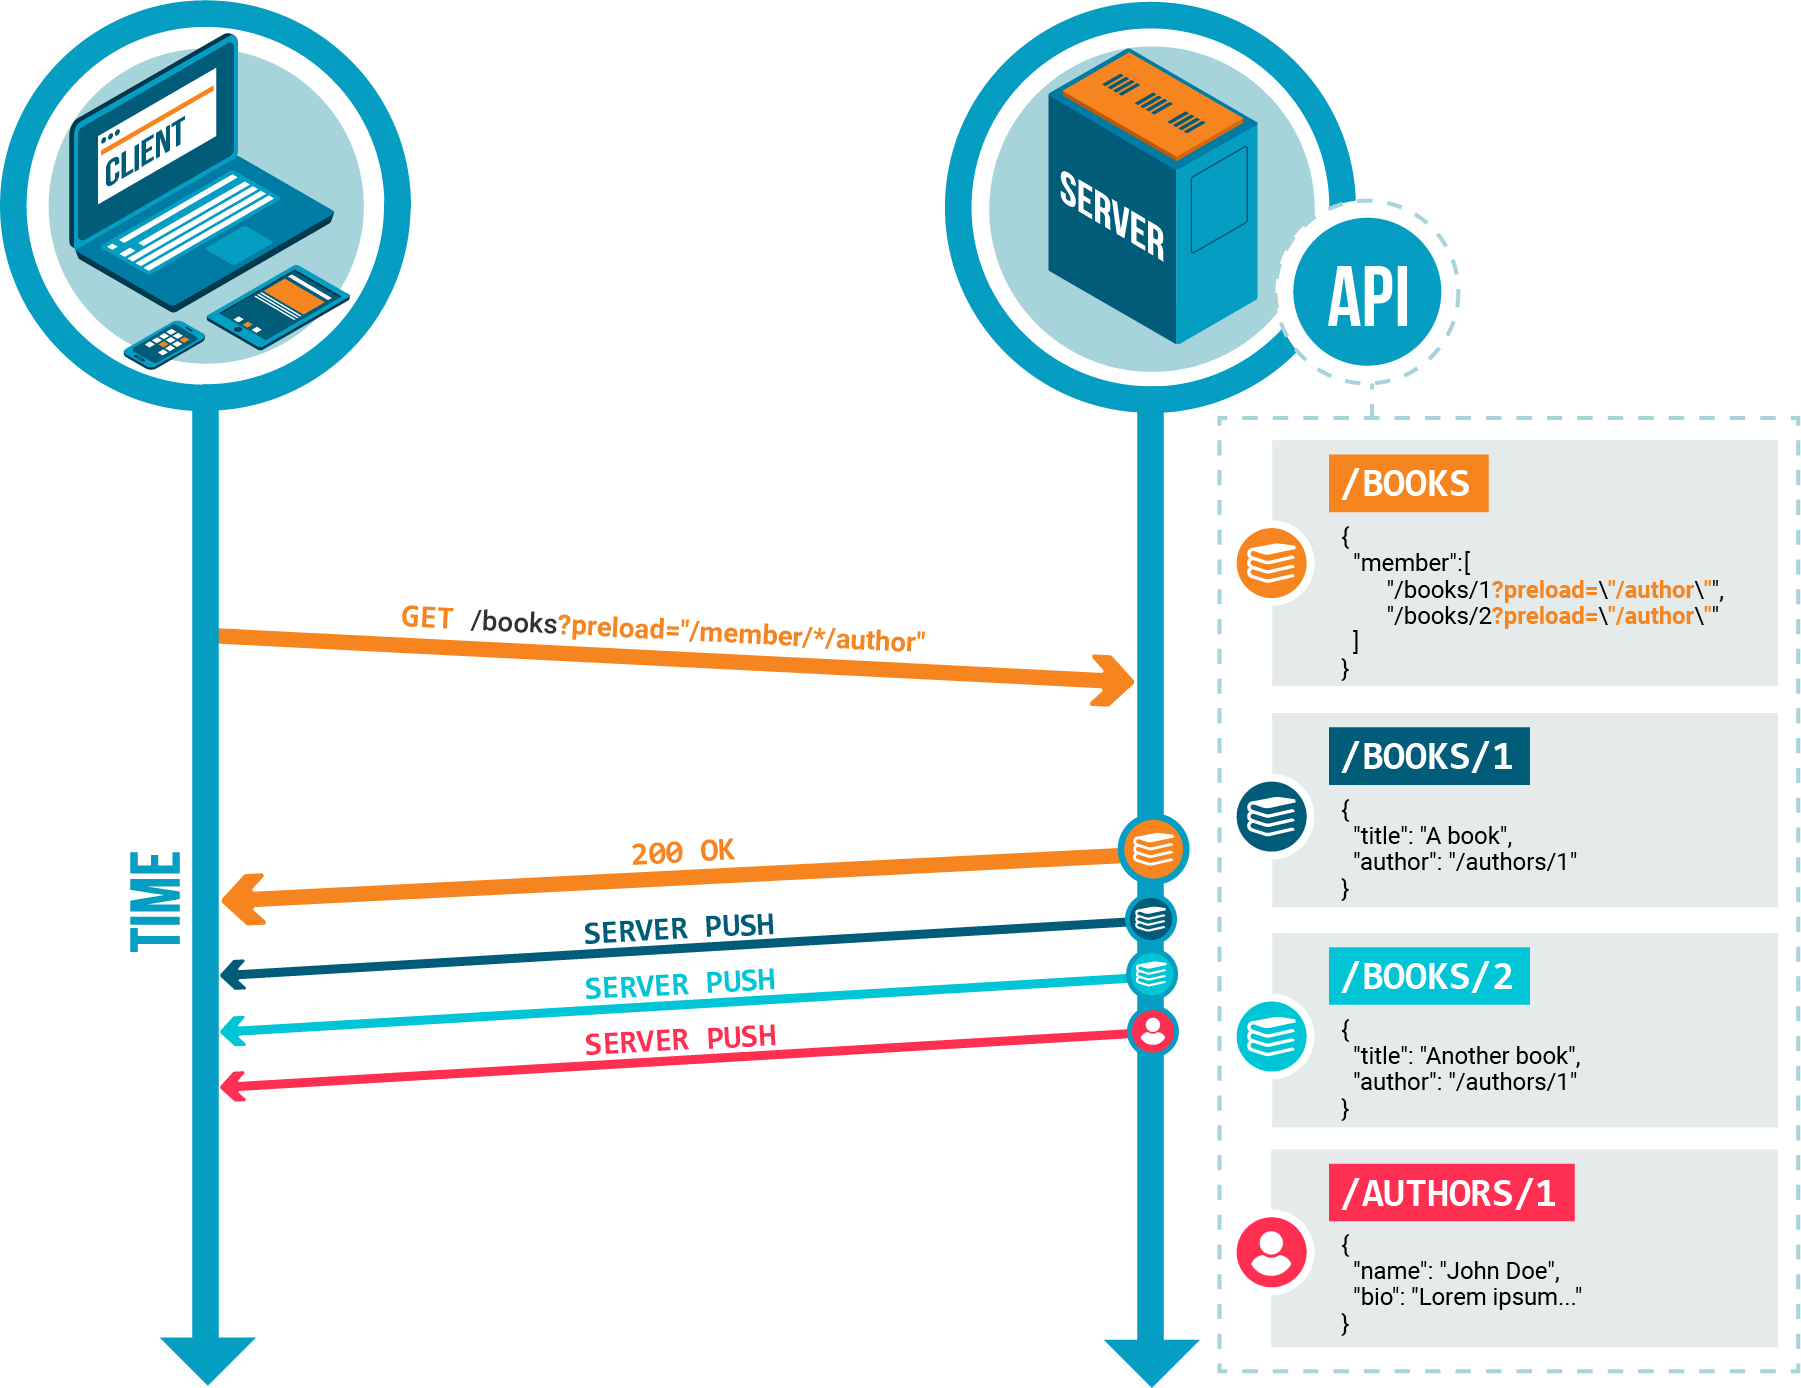 CLIENT
SERVER
API
GET /books?preload="/member/*/author"
200 OK
SERVER PUSH
SERVER PUSH
SERVER PUSH
TIME
/BOOKS
{
"member":[
"/books/1?preload=\"/author\"",
"/books/2?preload=\"/author\""
]
}
/BOOKS/1
{
"title": "A book",
"author": "/authors/1"
}
/BOOKS/2
{
"title": "Another book",
"author": "/authors/1"
}
/AUTHORS/1
{
"name": "John Doe",
"bio": "Lorem ipsum..."
}